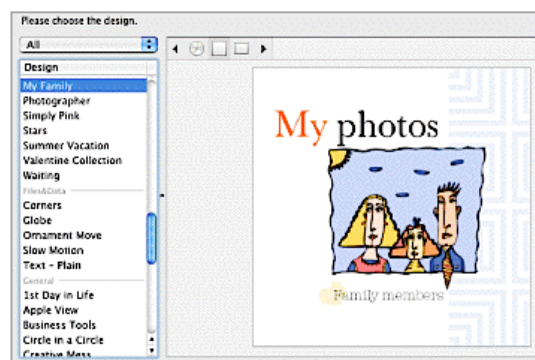 Please choose the design.
All
Design
My Family
Photographer
Simply Pink
Stars
Summer Vacation
Valentine Collection
Waiting
Files&Data
Corners
Globe
Ornament Move
Slow Motion
Text - Plain
General
1st Day in Life
Apple View
Business Tools
Circle in a Circle
Creative Mess
My photos
Family members